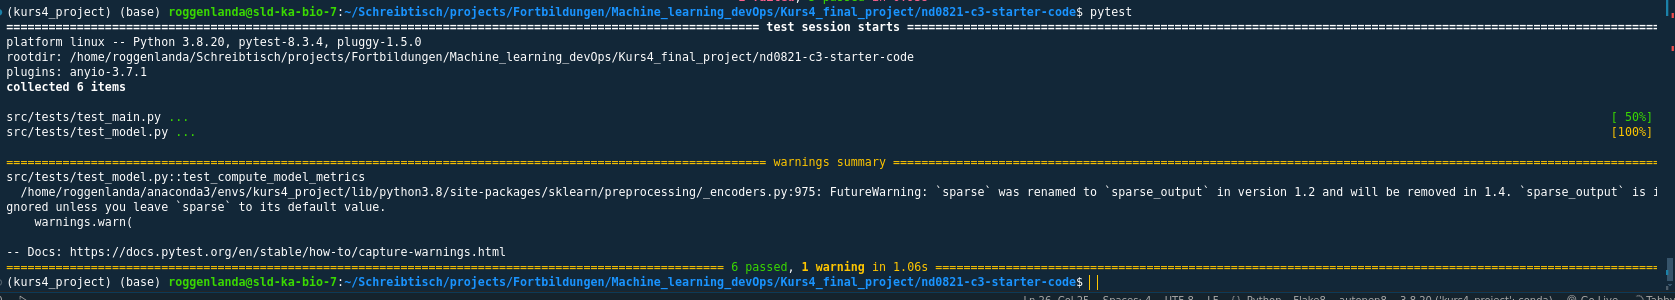 (kurs4_project) (base) roggenlanda@sld-ka-bio-7:~/Schreibtisch/projects/Fortbildungen/Machine_learning_devOps/Kurs4_final_project/nd0821-c3-starter-code$ pytest
============================== test session starts ==============================
platform linux -- Python 3.8.20, pytest-8.3.4, pluggy-1.5.0
rootdir: /home/roggenlanda/Schreibtisch/projects/Fortbildungen/Machine_learning_devOps/Kurs4_final_project/nd0821-c3-starter-code
plugins: anyio-3.7.1
collected 6 items
src/tests/test_main.py ... [ 50%]
src/tests/test_model.py ... [100%]
============================== warnings summary ==============================
src/tests/test_model.py::test_compute_model_metrics
/home/roggenlanda/anaconda3/envs/kurs4_project/lib/python3.8/site-packages/sklearn/preprocessing/_encoders.py:975: FutureWarning: `sparse` was renamed to `sparse_output` in version 1.2 and will be removed in 1.4. `sparse_output` is i
gnored unless you leave `sparse` to its default value.
warnings.warn(
-- Docs: https://docs.pytest.org/en/stable/how-to/capture-warnings.html
============================== 6 passed, 1 warning in 1.06s ==============================
(kurs4_project) (base) roggenlanda@sld-ka-bio-7:~/Schreibtisch/projects/Fortbildungen/Machine_learning_devOps/Kurs4_final_project/nd0821-c3-starter-code$